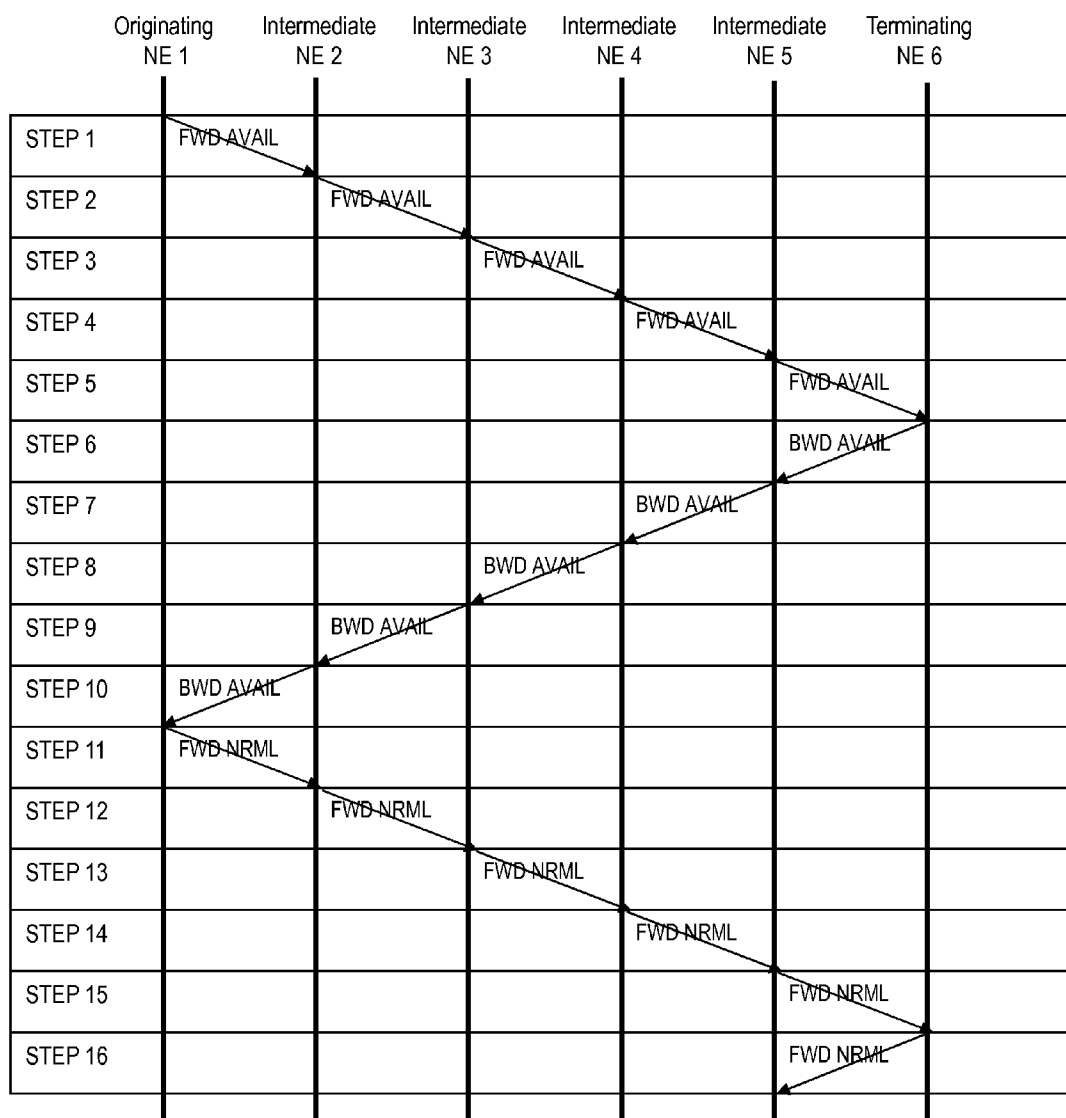 Originating Intermediate Intermediate Intermediate Intermediate Terminating
NE 1 NE 2 NE 3 NE 4 NE 5 NE 6
STEP 1 FWD AVAIL
STEP 2 FWD AVAIL
STEP 3 FWD AVAIL
STEP 4 FWD AVAIL
STEP 5 FWD AVAIL
STEP 6 BWD AVAIL
STEP 7 BWD AVAIL
STEP 8 BWD AVAIL
STEP 9 BWD AVAIL
STEP 10 BWD AVAIL
STEP 11 FWD NRML
STEP 12 FWD NRML
STEP 13 FWD NRML
STEP 14 FWD NRML
STEP 15 FWD NRML
STEP 16 FWD NRML